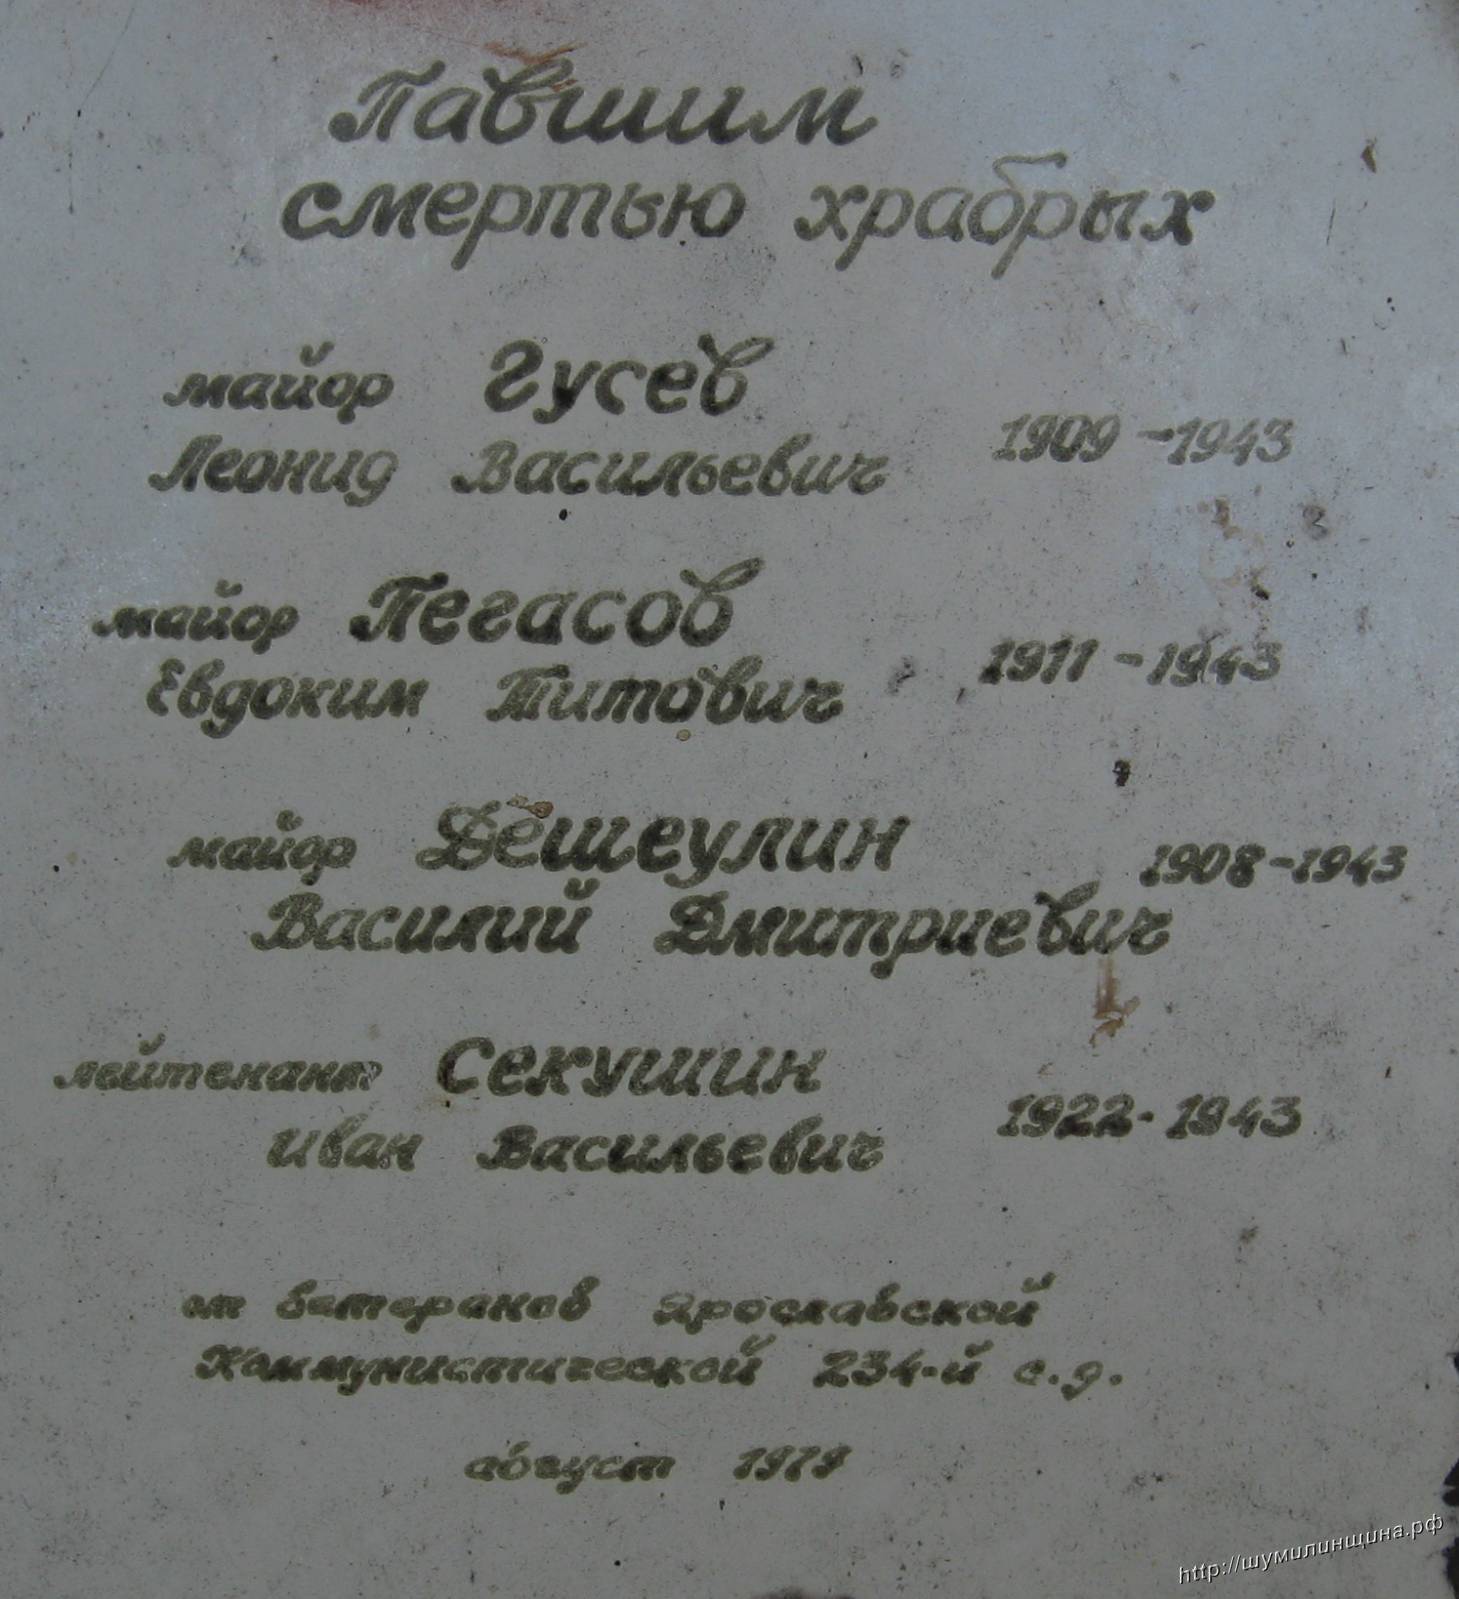 Павшим
смертью храбрых
майор Гусев
Леонид Васильевич 1909-1943
майор Пегасов
Евдоким Титович 1911-1943
майор Дешеулин
Василий Дмитриевич 1908-1943
лейтенант Секушин
Иван Васильевич 1922-1943
от ветеранов Ярославской
Коммунистической 234-й с.д.
август 1979
http://шумилинщина.рф